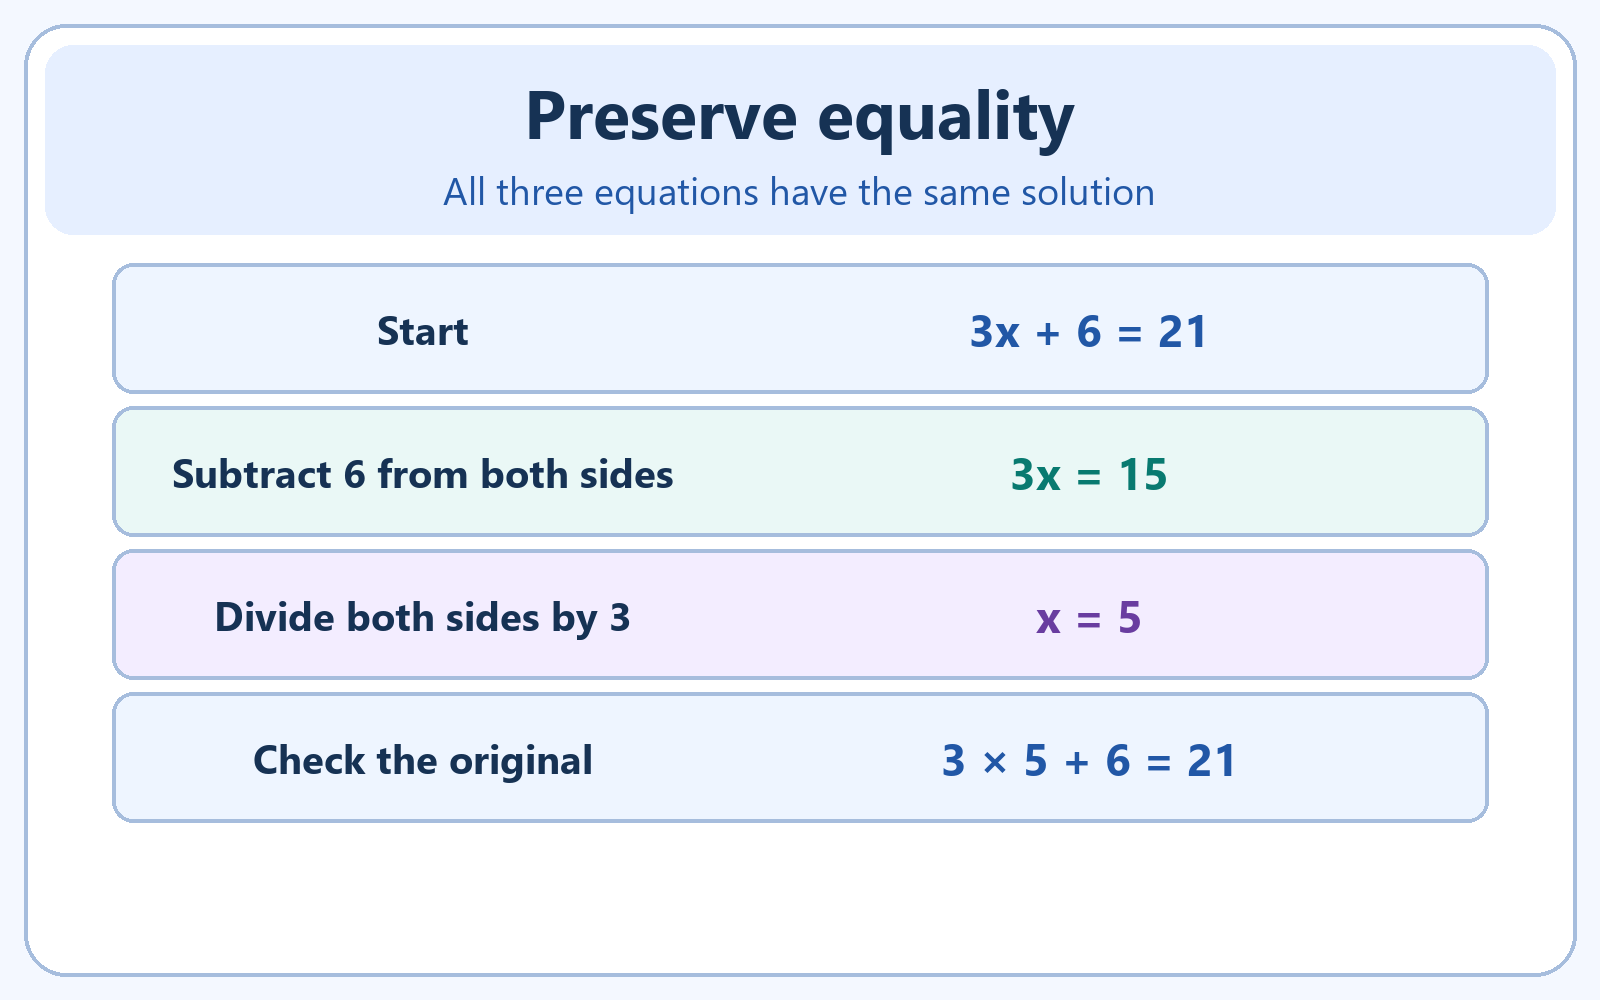 Preserve equality
All three equations have the same solution
Start 3x + 6 = 21
Subtract 6 from both sides 3x = 15
Divide both sides by 3 x = 5
Check the original 3 × 5 + 6 = 21